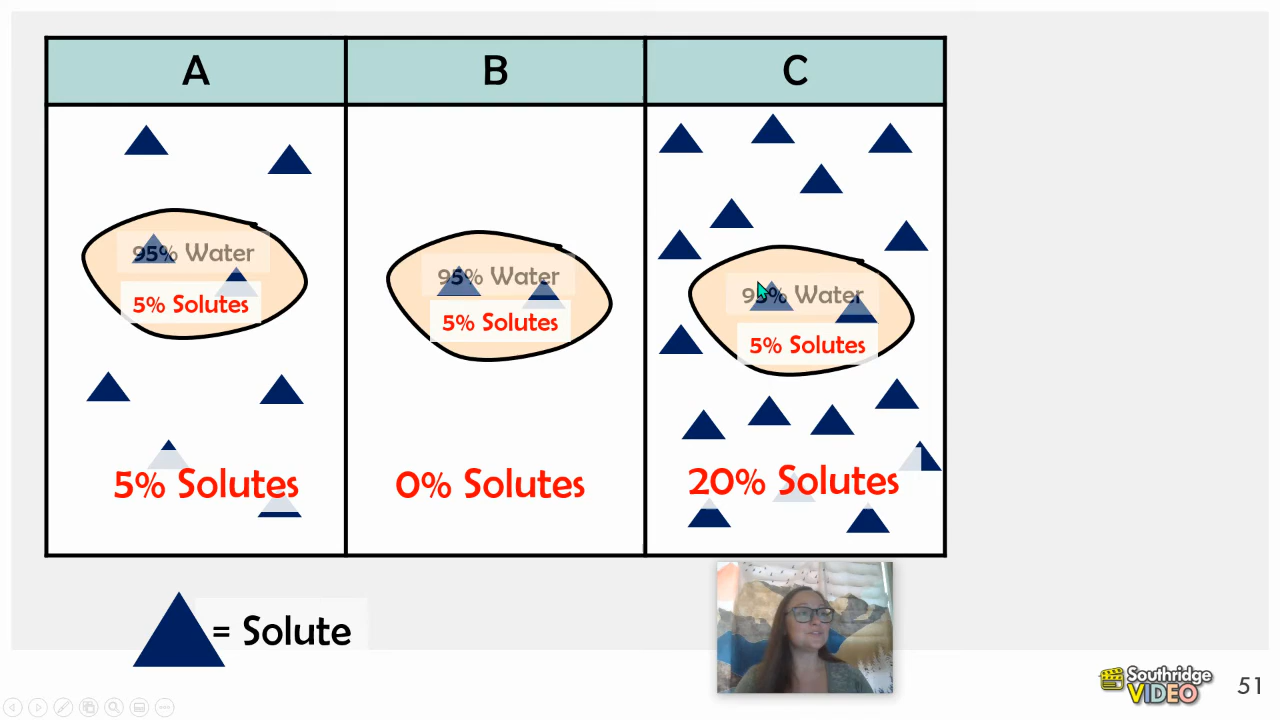 A
B
C
95% Water
5% Solutes
5% Solutes
95% Water
5% Solutes
0% Solutes
95% Water
5% Solutes
20% Solutes
= Solute
Southridge
VIDEO
51